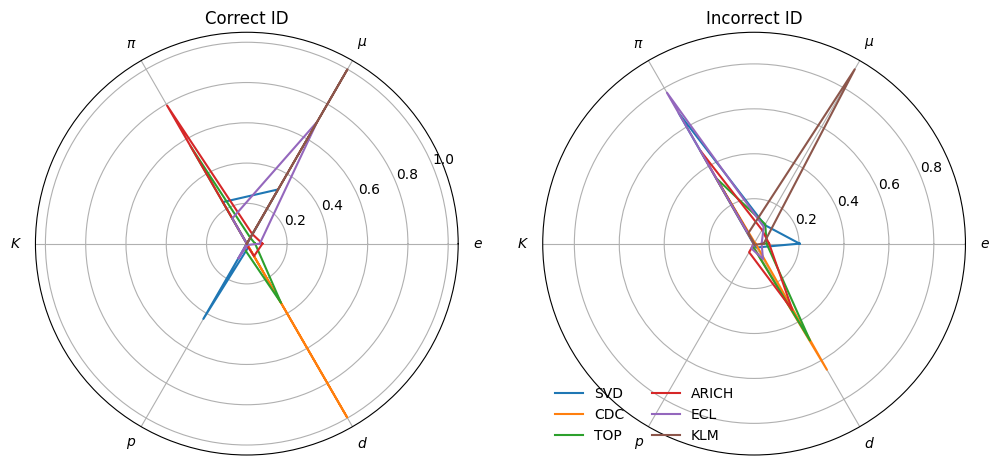 Correct ID
Incorrect ID
π
μ
π
μ
1.0
0.8
0.6
0.4
0.2
0.8
0.6
0.4
0.2
K
e
K
e
SVD
ARICH
CDC
ECL
TOP
KLM
p
d
p
d